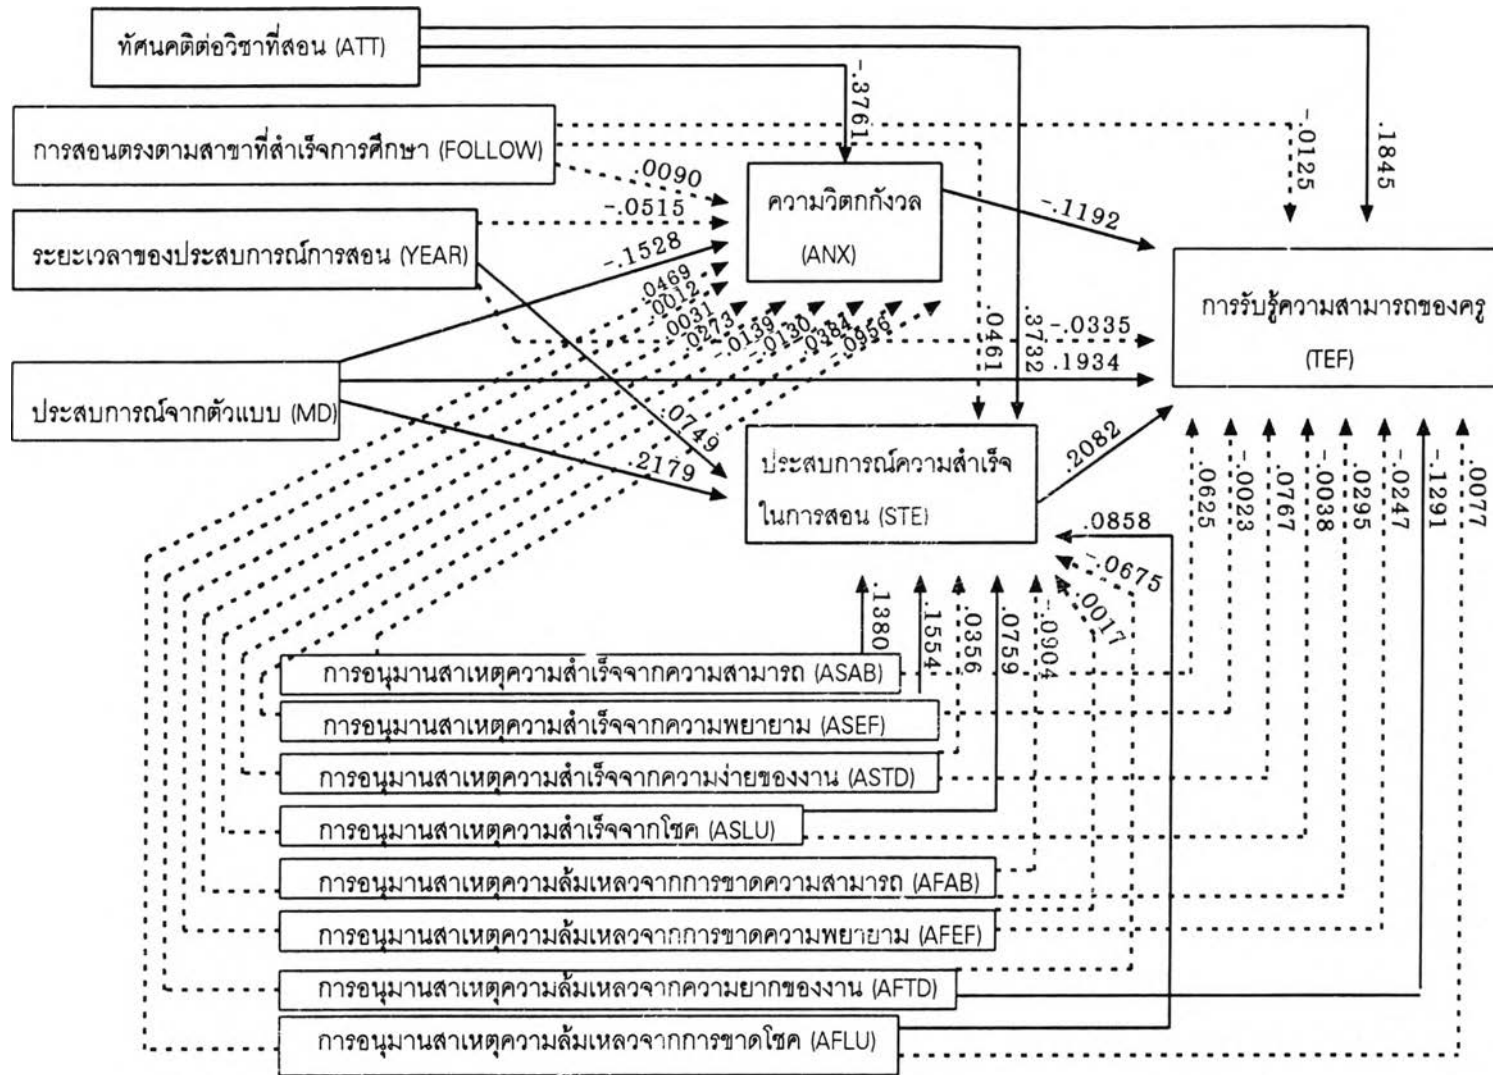 ทัศนคติต่อวิชาที่สอน (ATT)
การสอนตรงตามสาขาที่สำเร็จการศึกษา (FOLLOW)
ระยะเวลาของประสบการณ์การสอน (YEAR)
ประสบการณ์จากตัวแบบ (MD)
-.3761
.0090
-.0515
-.1528
ความวิตกกังวล
(ANX)
-.1192
-.0125
.1845
การรับรู้ความสามารถของครู
(TEF)
.0469
.0012
.0031
.0273
-.0139
-.0130
.0384
-.0956
.0461
.3732
-.0335
.1934
.0749
.2179
ประสบการณ์ความสำเร็จ
ในการสอน (STE)
.2082
.0858
-.0675
.0017
.1380
.1554
.0356
.0759
-.0904
.0625
-.0023
.0767
-.0038
.0295
-.0247
-.1291
.0077
การอนุมานสาเหตุความสำเร็จจากความสามารถ (ASAB)
การอนุมานสาเหตุความสำเร็จจากความพยายาม (ASEF)
การอนุมานสาเหตุความสำเร็จจากความง่ายของงาน (ASTD)
การอนุมานสาเหตุความสำเร็จจากโชค (ASLU)
การอนุมานสาเหตุความล้มเหลวจากการขาดความสามารถ (AFAB)
การอนุมานสาเหตุความล้มเหลวจากการขาดความพยายาม (AFEF)
การอนุมานสาเหตุความล้มเหลวจากความยากของงาน (AFTD)
การอนุมานสาเหตุความล้มเหลวจากการขาดโชค (AFLU)